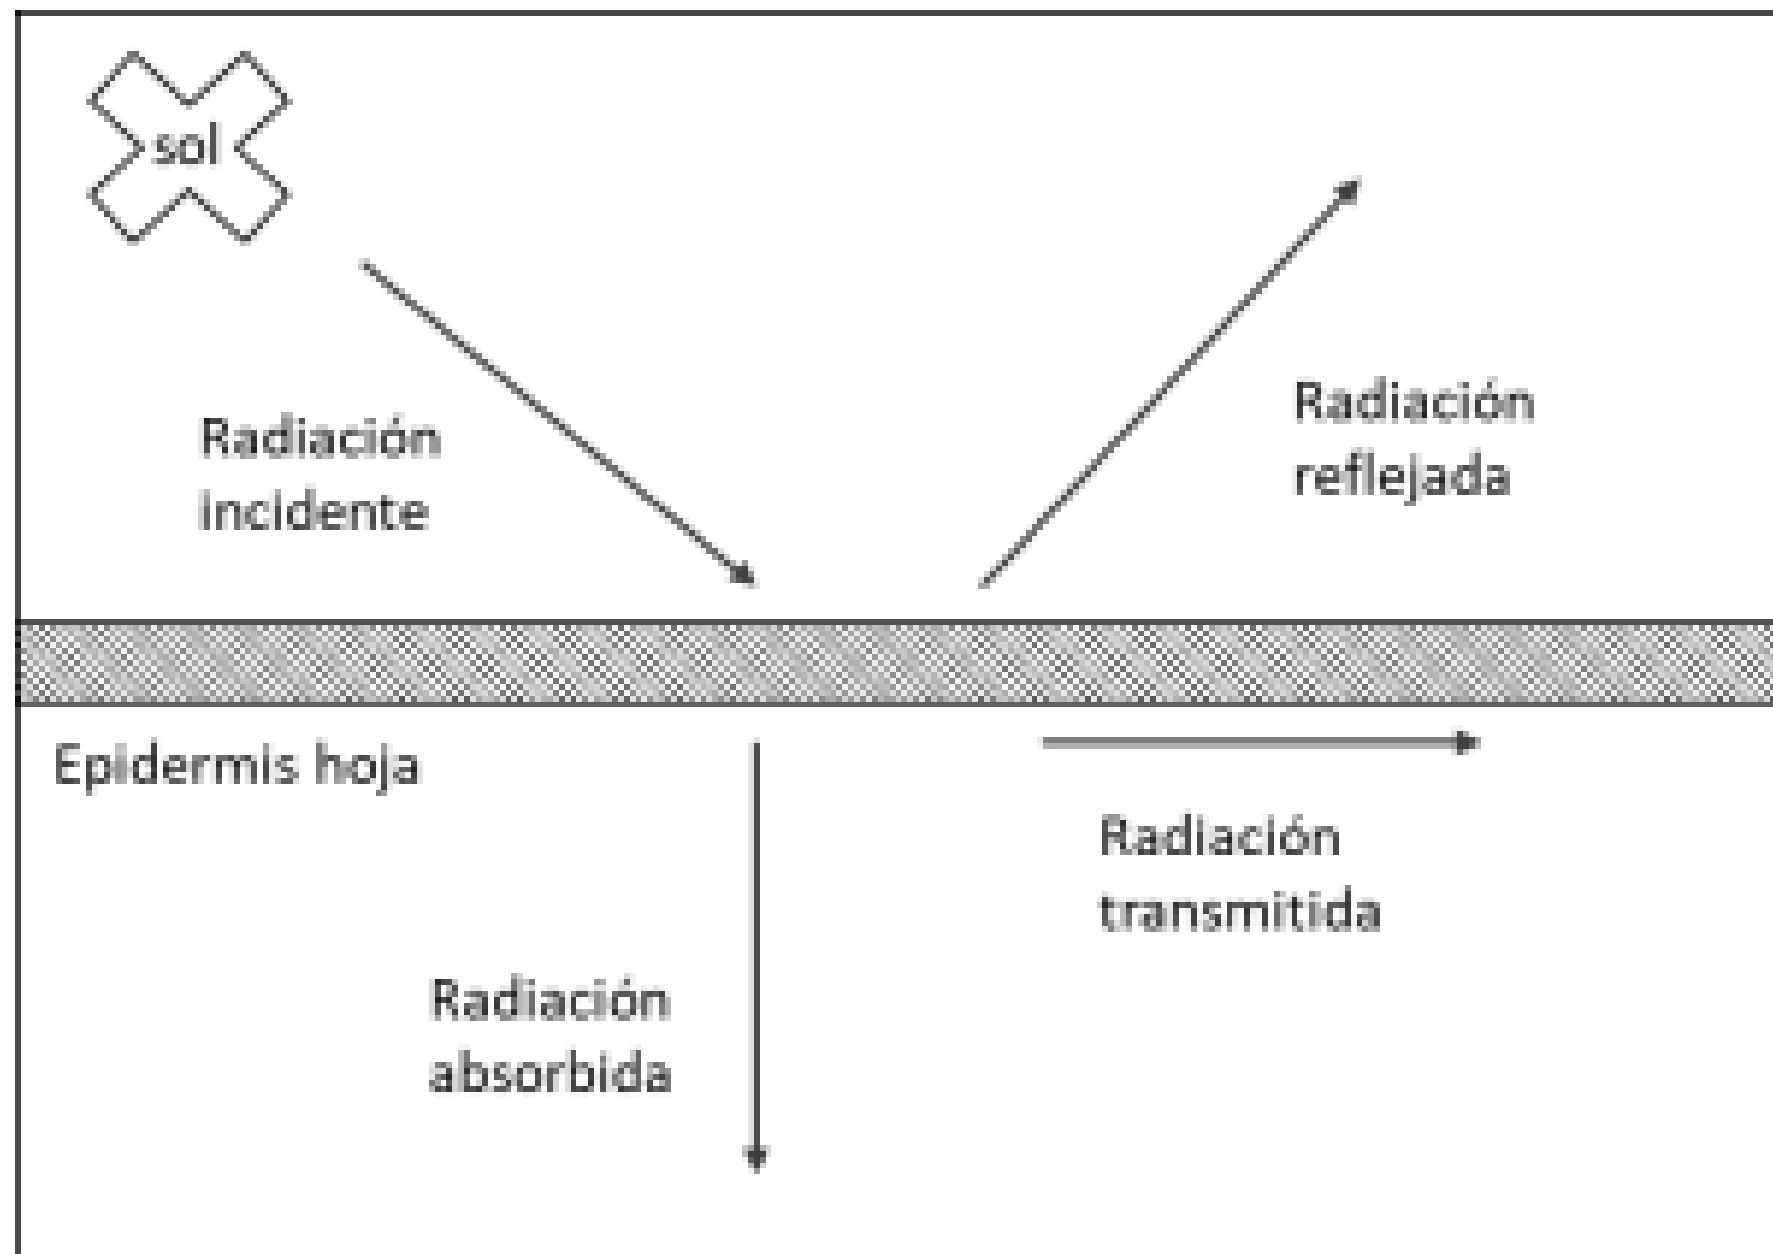 sol
Radiación
incidente
Radiación
reflejada
Epidermis hoja
Radiación
transmitida
Radiación
absorbida